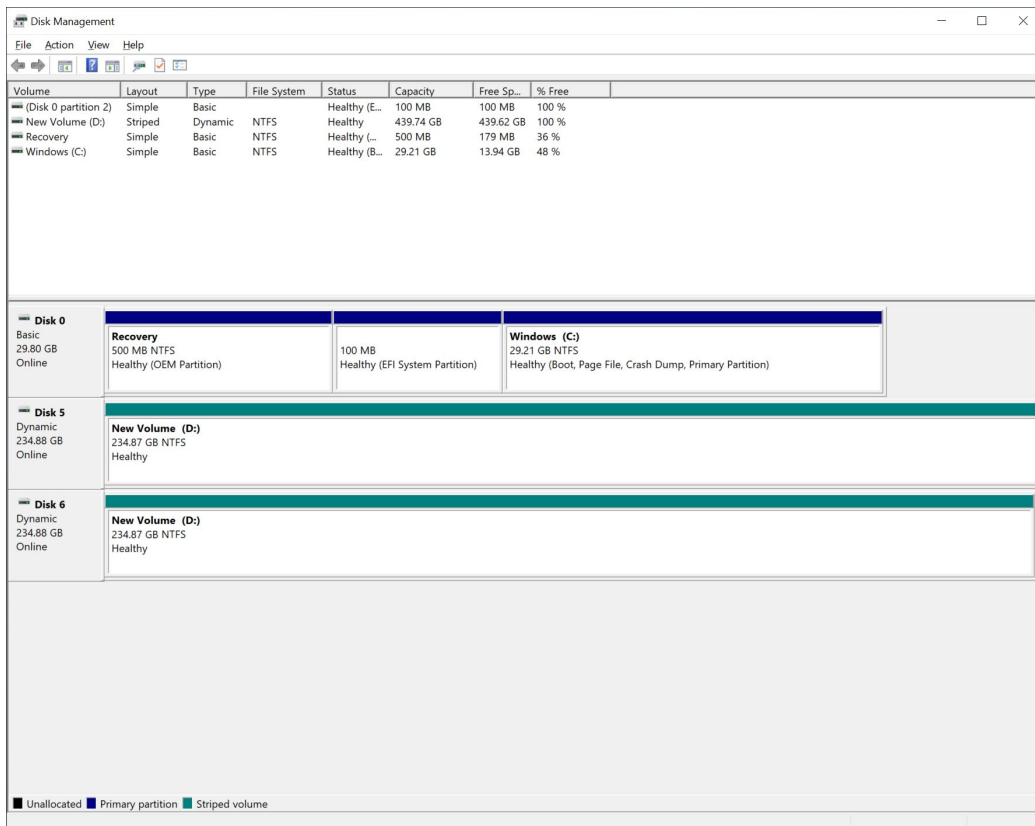 Disk Management
File Action View Help
Volume Layout Type File System Status Capacity Free Sp... % Free
(Disk 0 partition 2) Simple Basic Healthy (E... 100 MB 100 MB 100 %
New Volume (D:) Striped Dynamic NTFS Healthy 439.74 GB 439.62 GB 100 %
Recovery Simple Basic NTFS Healthy (... 500 MB 179 MB 36 %
Windows (C:) Simple Basic NTFS Healthy (B... 29.21 GB 13.94 GB 48 %
Disk 0
Basic
29.80 GB
Online
Recovery
500 MB NTFS
Healthy (OEM Partition)
100 MB
Healthy (EFI System Partition)
Windows (C:)
29.21 GB NTFS
Healthy (Boot, Page File, Crash Dump, Primary Partition)
Disk 5
Dynamic
234.88 GB
Online
New Volume (D:)
234.87 GB NTFS
Healthy
Disk 6
Dynamic
234.88 GB
Online
New Volume (D:)
234.87 GB NTFS
Healthy
Unallocated Primary partition Striped volume